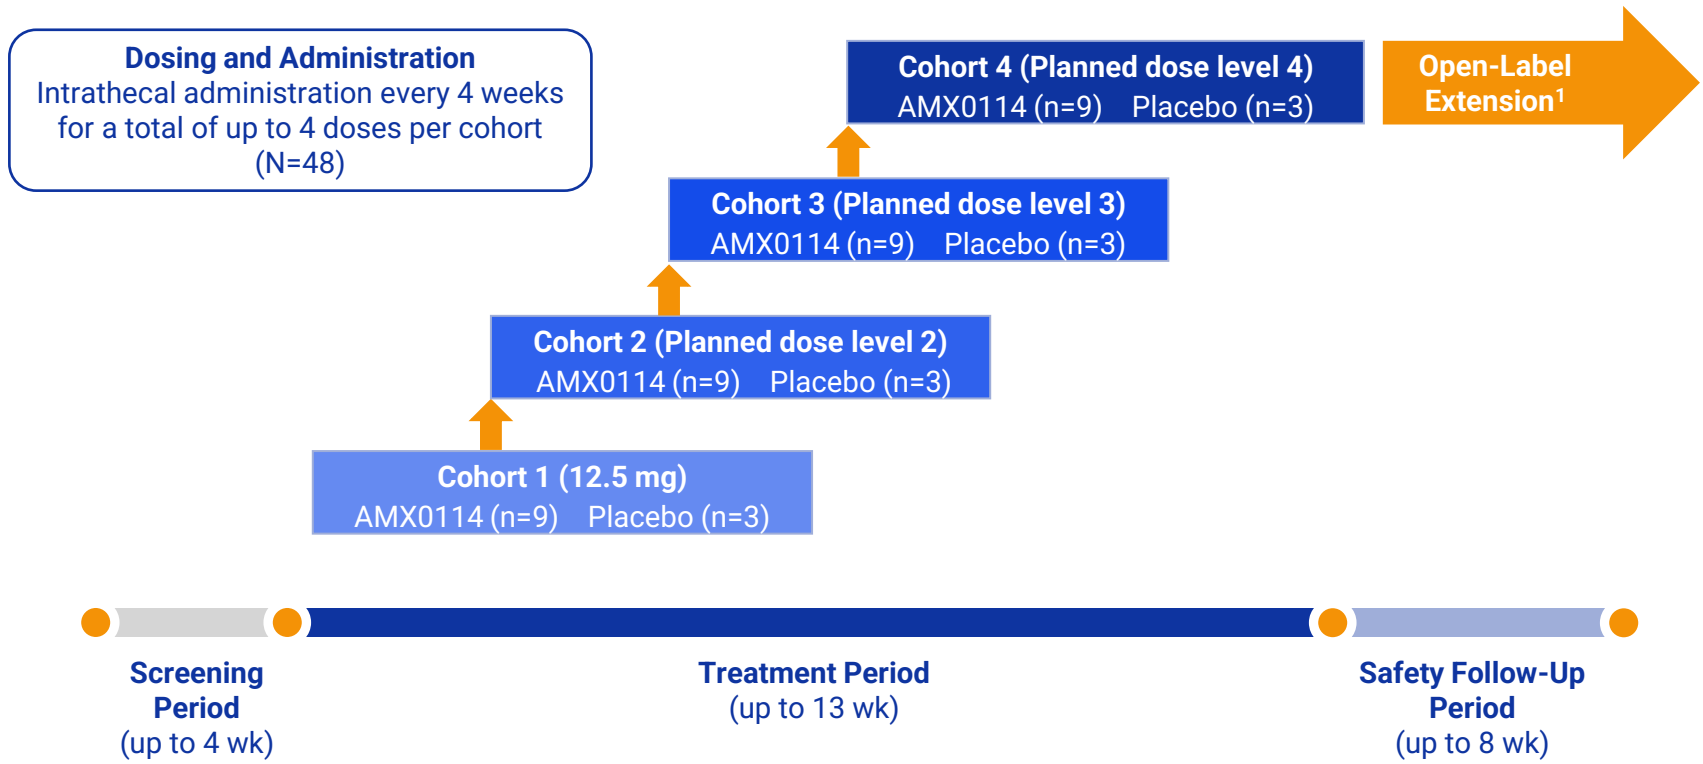 Dosing and Administration
Intrathecal administration every 4 weeks
for a total of up to 4 doses per cohort
(N=48)
Cohort 4 (Planned dose level 4)
AMX0114 (n=9) Placebo (n=3)
Open-Label
Extension¹
Cohort 3 (Planned dose level 3)
AMX0114 (n=9) Placebo (n=3)
Cohort 2 (Planned dose level 2)
AMX0114 (n=9) Placebo (n=3)
Cohort 1 (12.5 mg)
AMX0114 (n=9) Placebo (n=3)
Screening
Period
(up to 4 wk)
Treatment Period
(up to 13 wk)
Safety Follow-Up
Period
(up to 8 wk)